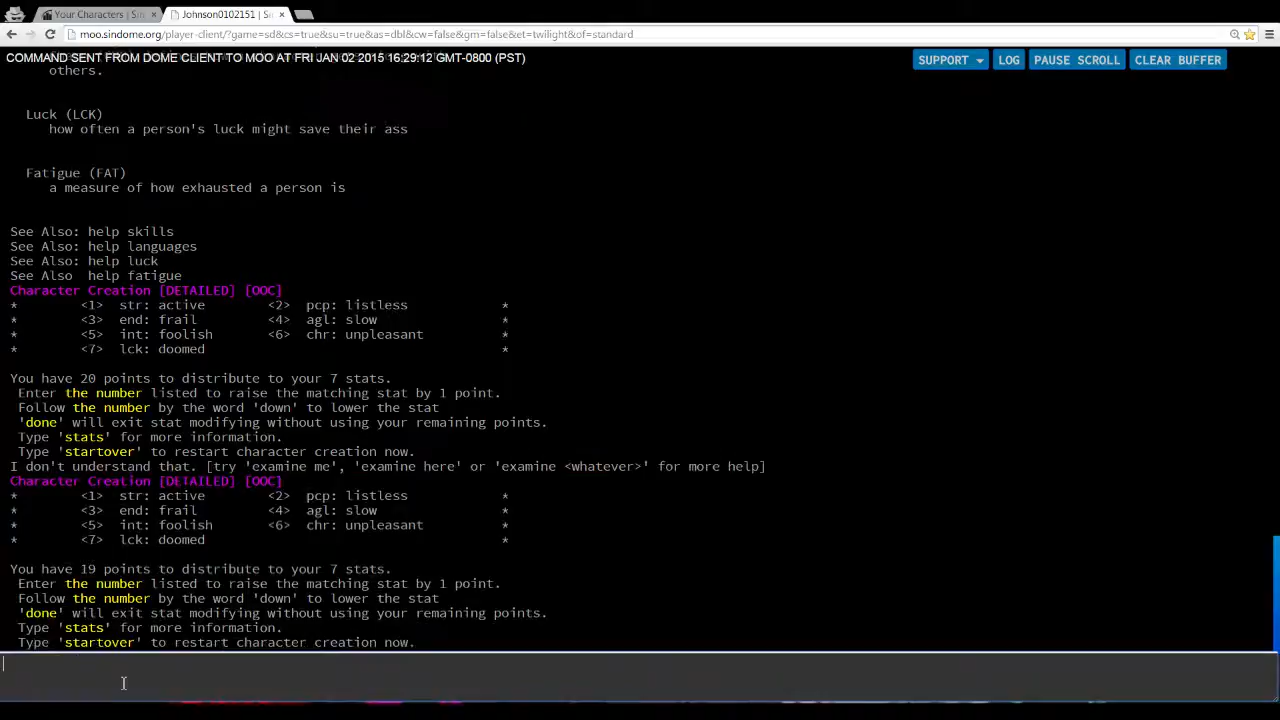 Your Characters | Sin
Johnson0102151 | Si
moo.sindome.org/player-client/?game=sd&cs=true&su=true&as=dbl&cw=false&gm=false&et=twilight&of=standard
COMMAND SENT FROM DOME CLIENT TO MOO AT FRI JAN 02 2015 16:29:12 GMT-0800 (PST)
SUPPORT LOG PAUSE SCROLL CLEAR BUFFER
others.
Luck (LCK)
how often a person's luck might save their ass
Fatigue (FAT)
a measure of how exhausted a person is
See Also: help skills
See Also: help languages
See Also: help luck
See Also  help fatigue
Character Creation [DETAILED] [OOC]
* <1> str: active <2> pcp: listless *
* <3> end: frail <4> agl: slow *
* <5> int: foolish <6> chr: unpleasant *
* <7> lck: doomed *
You have 20 points to distribute to your 7 stats.
Enter the number listed to raise the matching stat by 1 point.
Follow the number by the word 'down' to lower the stat
'done' will exit stat modifying without using your remaining points.
Type 'stats' for more information.
Type 'startover' to restart character creation now.
I don't understand that. [try 'examine me', 'examine here' or 'examine <whatever>' for more help]
Character Creation [DETAILED] [OOC]
* <1> str: active <2> pcp: listless *
* <3> end: frail <4> agl: slow *
* <5> int: foolish <6> chr: unpleasant *
* <7> lck: doomed *
You have 19 points to distribute to your 7 stats.
Enter the number listed to raise the matching stat by 1 point.
Follow the number by the word 'down' to lower the stat
'done' will exit stat modifying without using your remaining points.
Type 'stats' for more information.
Type 'startover' to restart character creation now.